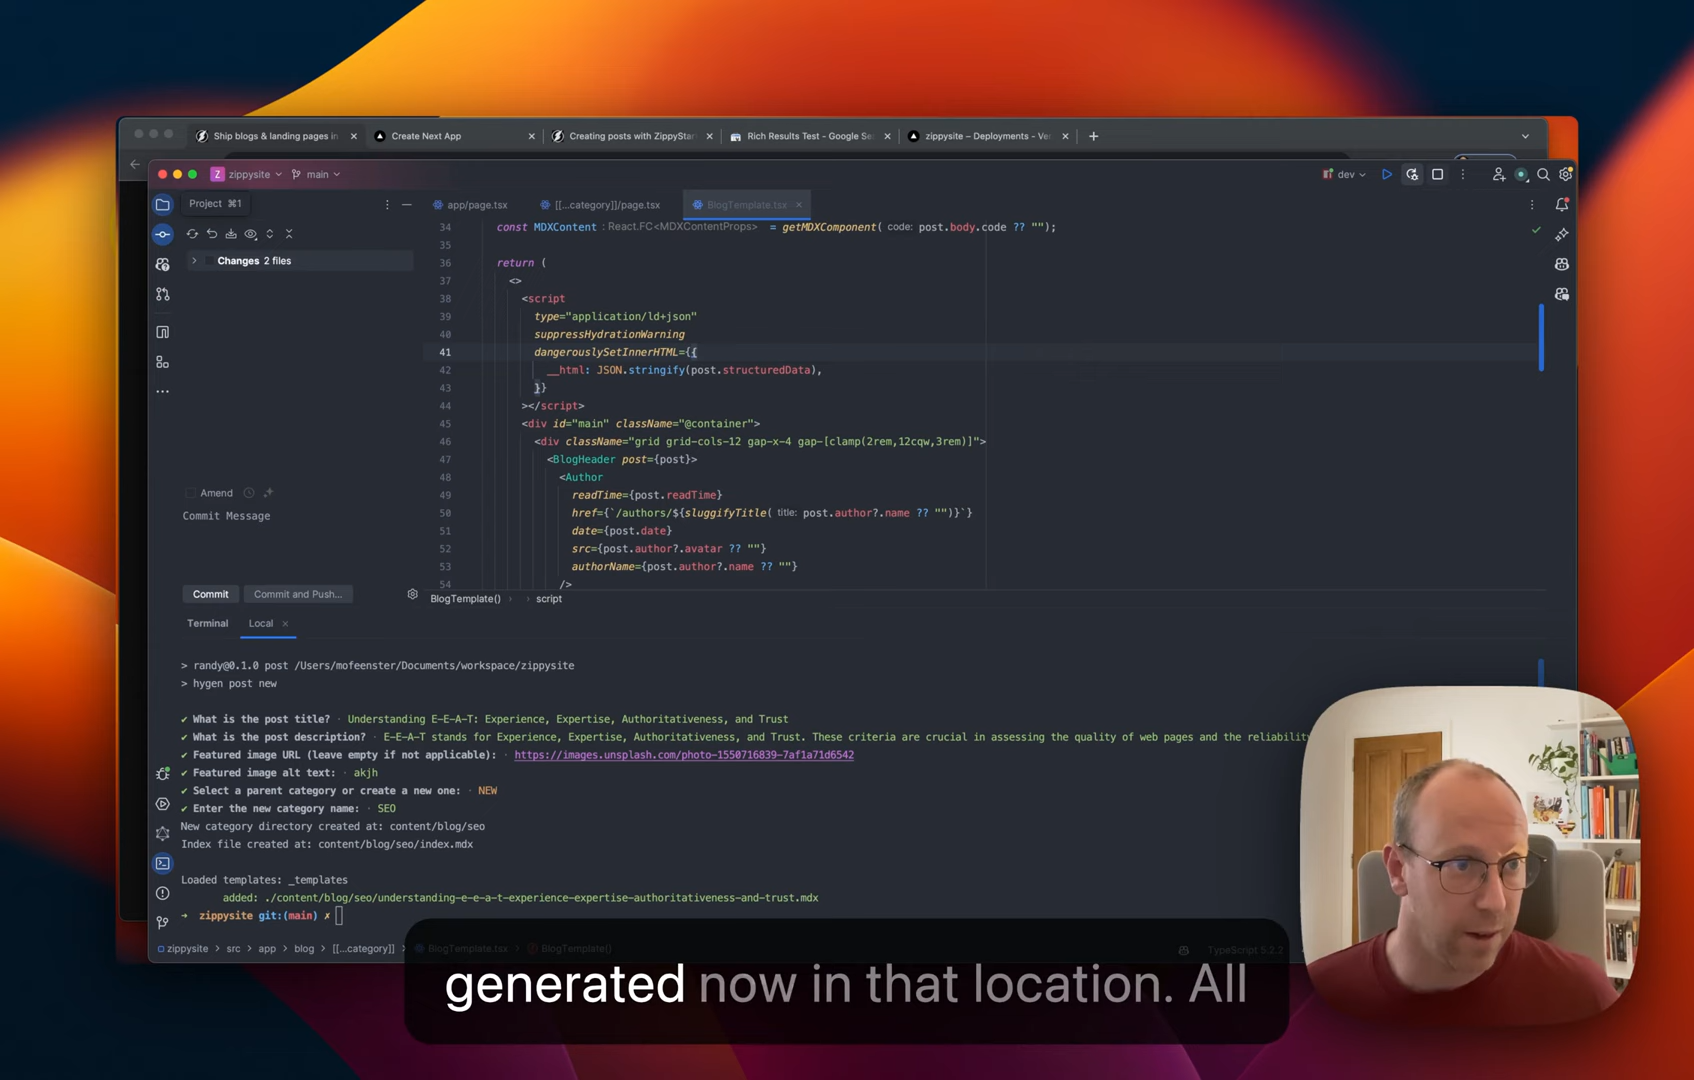 Ship blogs & landing pages in
Create Next App
Creating posts with ZippyStar
Rich Results Test - Google Se
zippysite – Deployments – Ve
Z zippysite
main
dev
Project ⌘1
app/page.tsx
[[...category]]/page.tsx
BlogTemplate.tsx
Changes 2 files
34 const MDXContent : React.FC<MDXContentProps> = getMDXComponent( code: post.body.code ?? "");
35
36 return (
37 <>
38 <script
39 type="application/ld+json"
40 suppressHydrationWarning
41 dangerouslySetInnerHTML={{
42 __html: JSON.stringify(post.structuredData),
43 }}
44 ></script>
45 <div id="main" className="@container">
46 <div className="grid grid-cols-12 gap-x-4 gap-[clamp(2rem,12cqw,3rem)]">
47 <BlogHeader post={post}>
48 <Author
49 readTime={post.readTime}
50 href={`/authors/${sluggifyTitle( title: post.author?.name ?? "")}`}
51 date={post.date}
52 src={post.author?.avatar ?? ""}
53 authorName={post.author?.name ?? ""}
54 />
Amend
Commit Message
Commit
Commit and Push...
BlogTemplate() > > script
Terminal
Local
> randy@0.1.0 post /Users/mofeenster/Documents/workspace/zippysite
> hygen post new
✔ What is the post title? · Understanding E-E-A-T: Experience, Expertise, Authoritativeness, and Trust
✔ What is the post description? · E-E-A-T stands for Experience, Expertise, Authoritativeness, and Trust. These criteria are crucial in assessing the quality of web pages and the reliability
✔ Featured image URL (leave empty if not applicable): · https://images.unsplash.com/photo-1550716839-7af1a71d6542
✔ Featured image alt text: · akjh
✔ Select a parent category or create a new one: · NEW
✔ Enter the new category name: · SEO
New category directory created at: content/blog/seo
Index file created at: content/blog/seo/index.mdx
Loaded templates: _templates
added: ./content/blog/seo/understanding-e-e-a-t-experience-expertise-authoritativeness-and-trust.mdx
➜ zippysite git:(main) ✗
zippysite > src > app > blog > [[...category]] > BlogTemplate.tsx > BlogTemplate()
TypeScript 5.2.2
generated now in that location. All